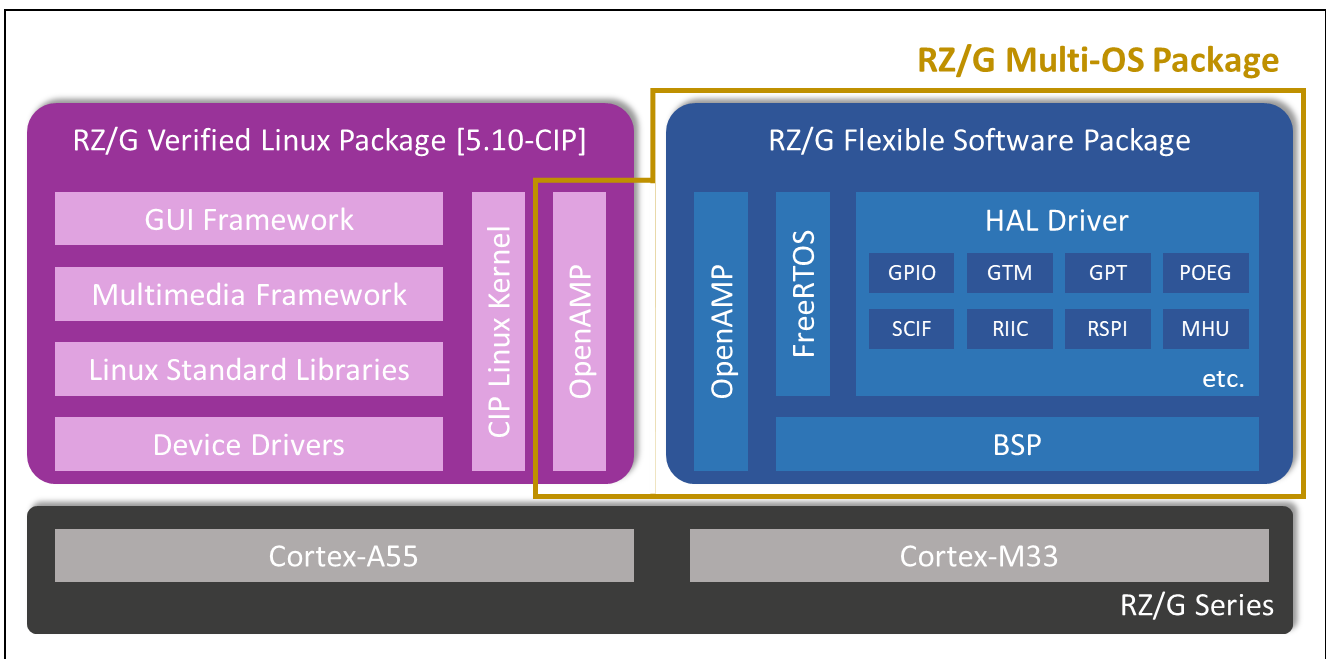 RZ/G Multi-OS Package
RZ/G Verified Linux Package [5.10-CIP]
GUI Framework
Multimedia Framework
Linux Standard Libraries
Device Drivers
CIP Linux Kernel
OpenAMP
RZ/G Flexible Software Package
OpenAMP
FreeRTOS
HAL Driver
GPIO GTM GPT POEG
SCIF RIIC RSPI MHU
etc.
BSP
Cortex-A55
Cortex-M33
RZ/G Series